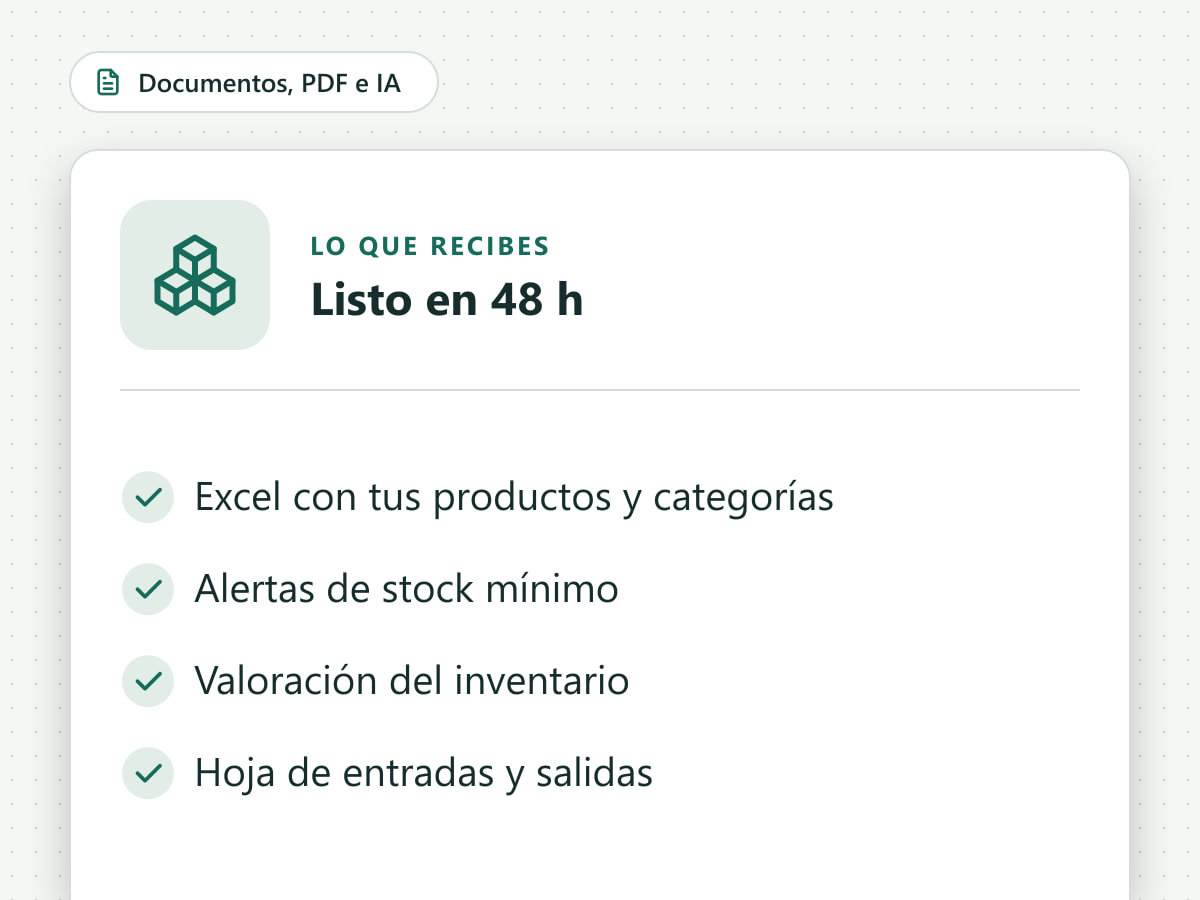 Documentos, PDF e IA
LO QUE RECIBES
Listo en 48 h
Excel con tus productos y categorías
Alertas de stock mínimo
Valoración del inventario
Hoja de entradas y salidas